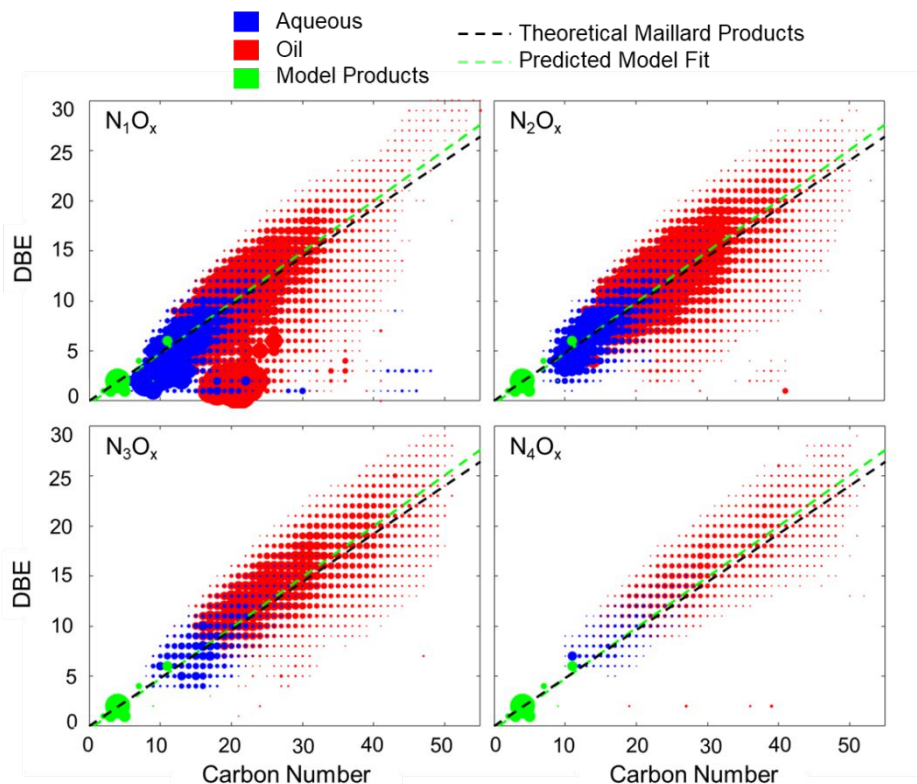 Aqueous
Oil
Model Products
Theoretical Maillard Products
Predicted Model Fit
N₁Oₓ
N₂Oₓ
30
25
20
15
10
5
0
DBE
N₃Oₓ
N₄Oₓ
30
25
20
15
10
5
0
DBE
0 10 20 30 40 50
0 10 20 30 40 50
Carbon Number
Carbon Number